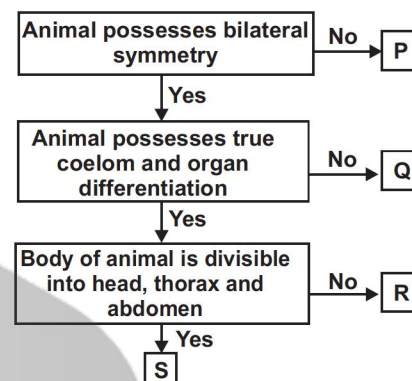 Animal possesses bilateral
symmetry
No
P
Yes
Animal possesses true
coelom and organ
differentiation
No
Q
Yes
Body of animal is divisible
into head, thorax and
abdomen
No
R
Yes
S